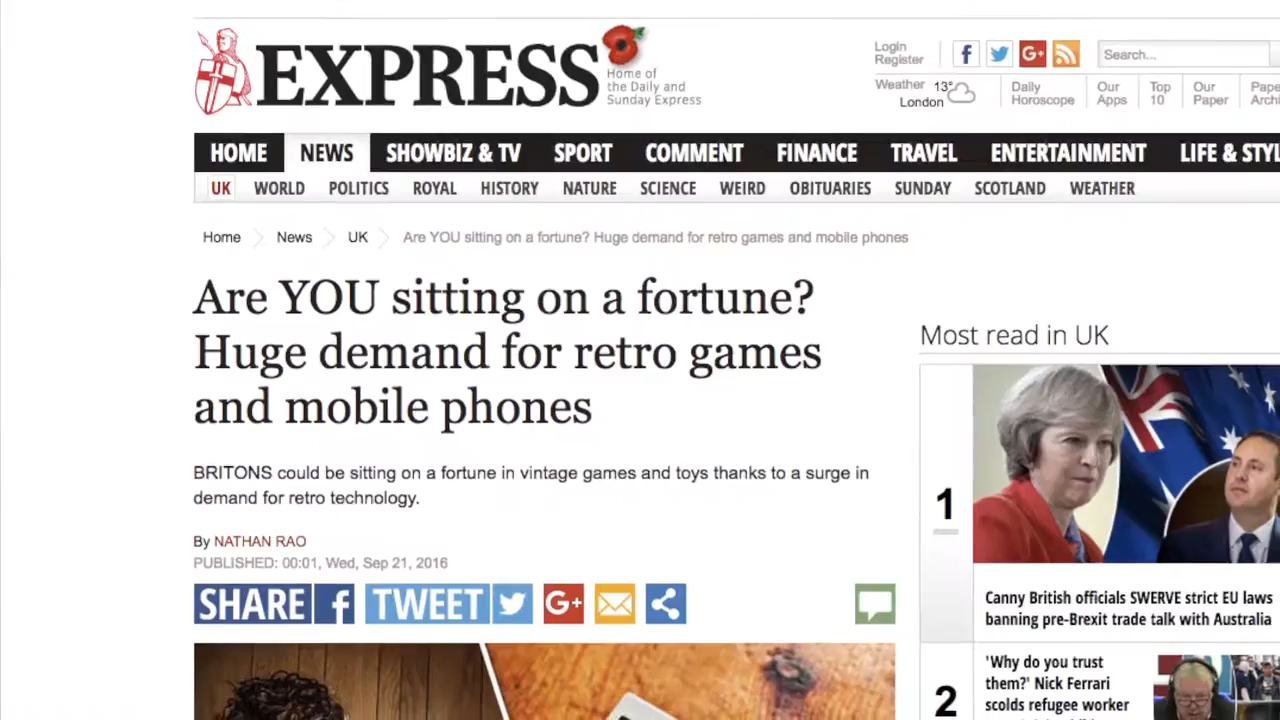 EXPRESS
Home of
the Daily and
Sunday Express
Login
Register
f
G+
Search...
Weather 13°
London
Daily
Horoscope
Our
Apps
Top
10
Our
Paper
HOME NEWS SHOWBIZ & TV SPORT COMMENT FINANCE TRAVEL ENTERTAINMENT LIFE & STYL
UK WORLD POLITICS ROYAL HISTORY NATURE SCIENCE WEIRD OBITUARIES SUNDAY SCOTLAND WEATHER
Home News UK Are YOU sitting on a fortune? Huge demand for retro games and mobile phones
Are YOU sitting on a fortune?
Huge demand for retro games
and mobile phones
BRITONS could be sitting on a fortune in vintage games and toys thanks to a surge in
demand for retro technology.
By NATHAN RAO
PUBLISHED: 00:01, Wed, Sep 21, 2016
SHARE f TWEET G+
Most read in UK
1
Canny British officials SWERVE strict EU laws
banning pre-Brexit trade talk with Australia
2
'Why do you trust
them?' Nick Ferrari
scolds refugee worker